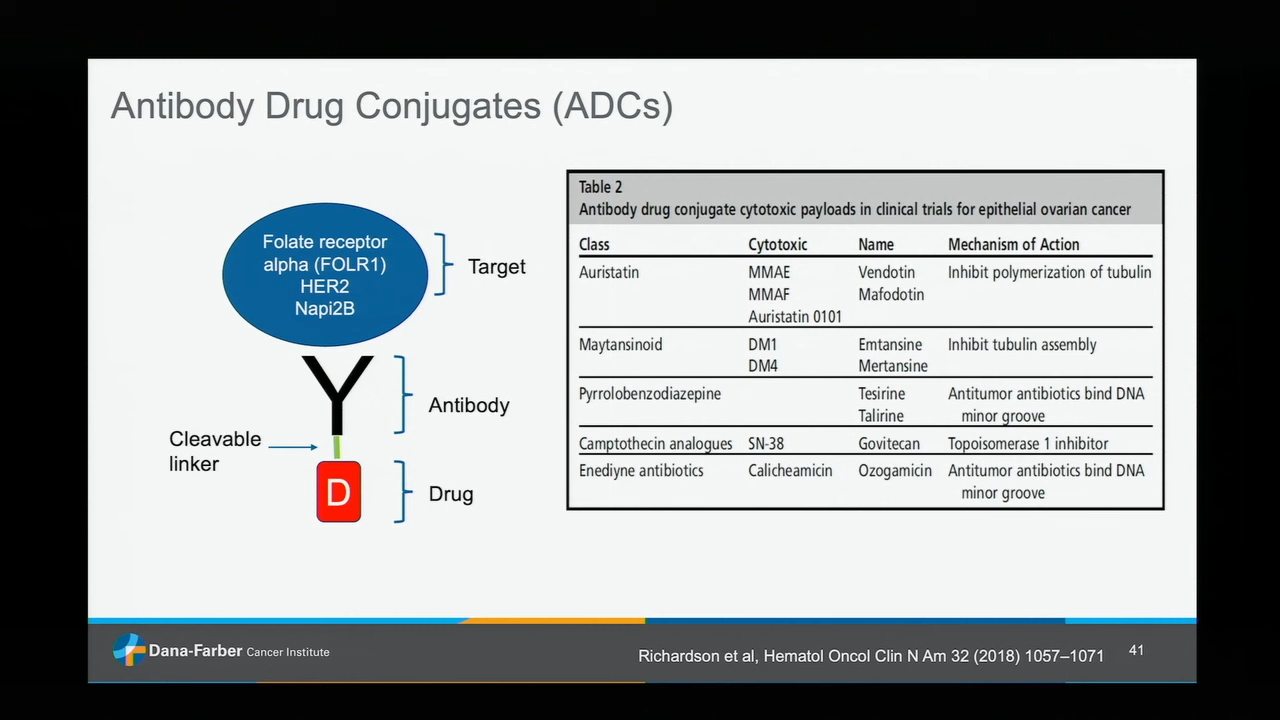 Antibody Drug Conjugates (ADCs)
Folate receptor
alpha (FOLR1)
HER2
Napi2B
Target
Antibody
Cleavable
linker
D
Drug
Table 2
Antibody drug conjugate cytotoxic payloads in clinical trials for epithelial ovarian cancer
Class Cytotoxic Name Mechanism of Action
Auristatin MMAE Vendotin Inhibit polymerization of tubulin
MMAF Mafodotin
Auristatin 0101
Maytansinoid DM1 Emtansine Inhibit tubulin assembly
DM4 Mertansine
Pyrrolobenzodiazepine Tesirine Antitumor antibiotics bind DNA
Talirine minor groove
Camptothecin analogues SN-38 Govitecan Topoisomerase 1 inhibitor
Enediyne antibiotics Calicheamicin Ozogamicin Antitumor antibiotics bind DNA
minor groove
Dana-Farber Cancer Institute
Richardson et al, Hematol Oncol Clin N Am 32 (2018) 1057–1071
41